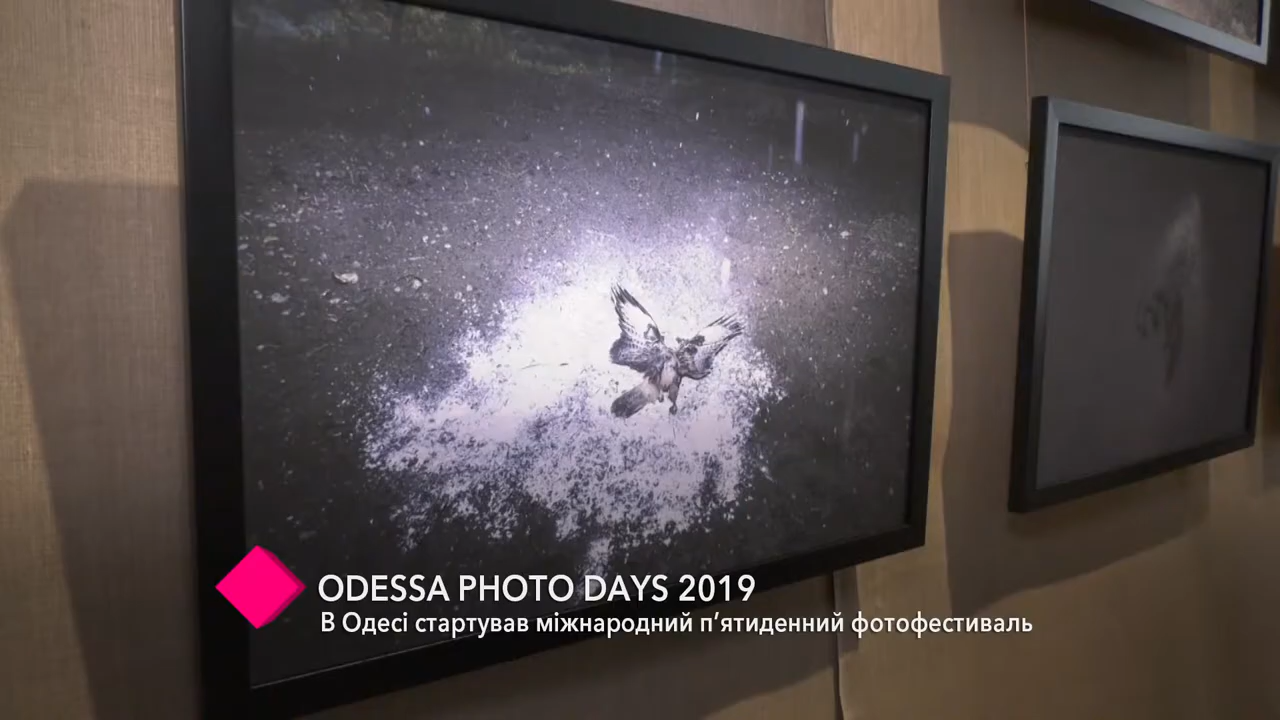 ODESSA PHOTO DAYS 2019
В Одесі стартував міжнародний п’ятиденний фотофестиваль